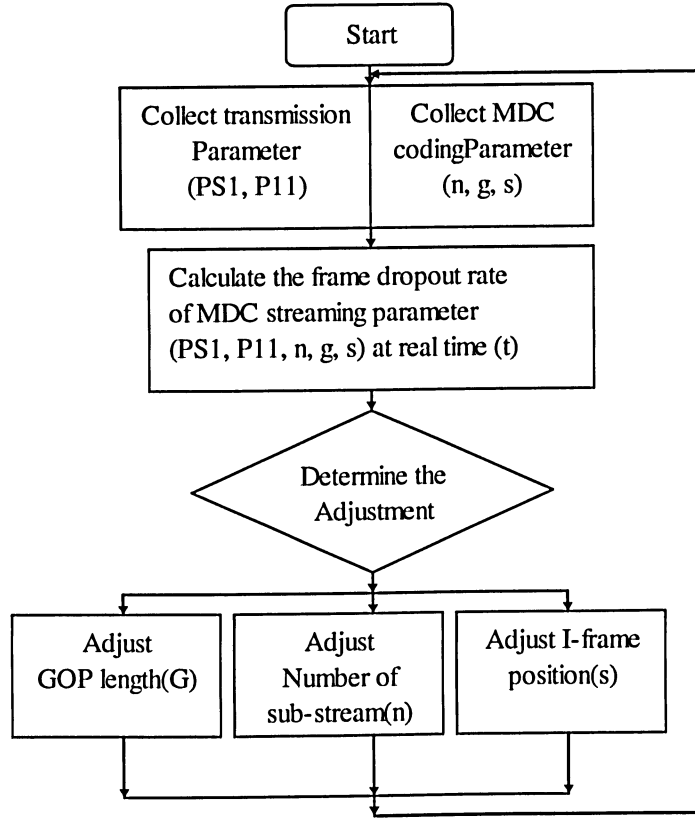 Start
Collect transmission
Parameter
(PS1, P11)
Collect MDC
codingParameter
(n, g, s)
Calculate the frame dropout rate
of MDC streaming parameter
(PS1, P11, n, g, s) at real time (t)
Determine the
Adjustment
Adjust
GOP length(G)
Adjust
Number of
sub-stream(n)
Adjust I-frame
position(s)